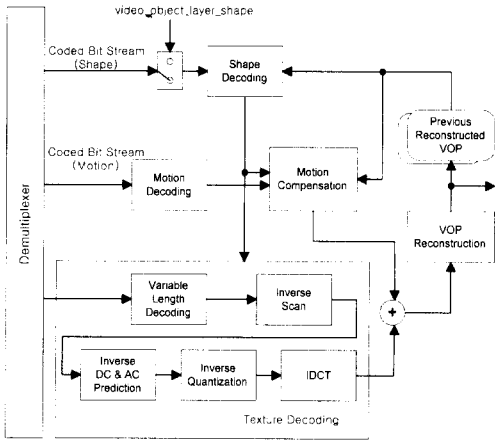 video_object_layer_shape
Coded Bit Stream
(Shape)
Shape
Decoding
Previous
Reconstructed
VOP
Coded Bit Stream
(Motion)
Motion
Decoding
Motion
Compensation
Demultiplexer
VOP
Reconstruction
Variable
Length
Decoding
Inverse
Scan
+
Inverse
DC & AC
Prediction
Inverse
Quantization
IDCT
Texture Decoding